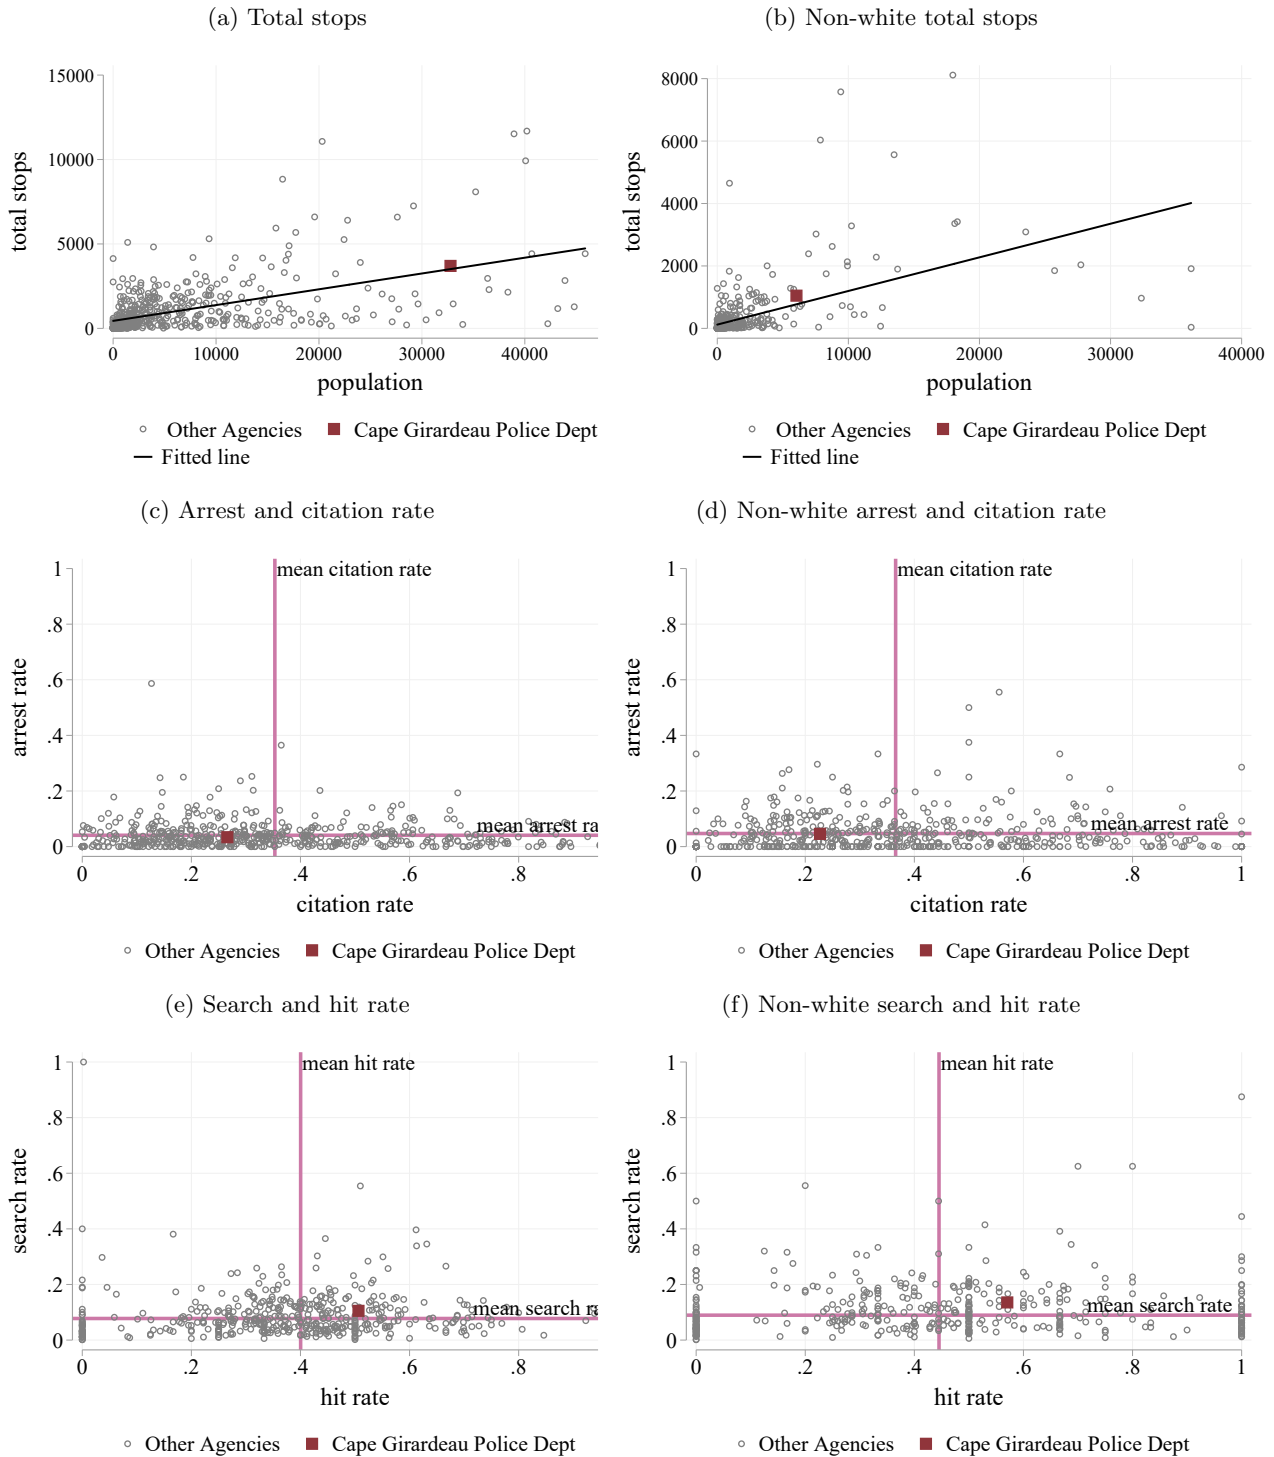 (a) Total stops
15000
10000
5000
0
total stops
0 10000 20000 30000 40000
population
Other Agencies Cape Girardeau Police Dept
Fitted line
(b) Non-white total stops
8000
6000
4000
2000
0
total stops
0 10000 20000 30000 40000
population
Other Agencies Cape Girardeau Police Dept
Fitted line
(c) Arrest and citation rate
mean citation rate
1
.8
.6
.4
.2
0
arrest rate
mean arrest ra
0 .2 .4 .6 .8
citation rate
Other Agencies Cape Girardeau Police Dept
(d) Non-white arrest and citation rate
mean citation rate
1
.8
.6
.4
.2
0
arrest rate
mean arrest rate
0 .2 .4 .6 .8 1
citation rate
Other Agencies Cape Girardeau Police Dept
(e) Search and hit rate
mean hit rate
1
.8
.6
.4
.2
0
search rate
mean search ra
0 .2 .4 .6 .8
hit rate
Other Agencies Cape Girardeau Police Dept
(f) Non-white search and hit rate
mean hit rate
1
.8
.6
.4
.2
0
search rate
mean search rate
0 .2 .4 .6 .8 1
hit rate
Other Agencies Cape Girardeau Police Dept